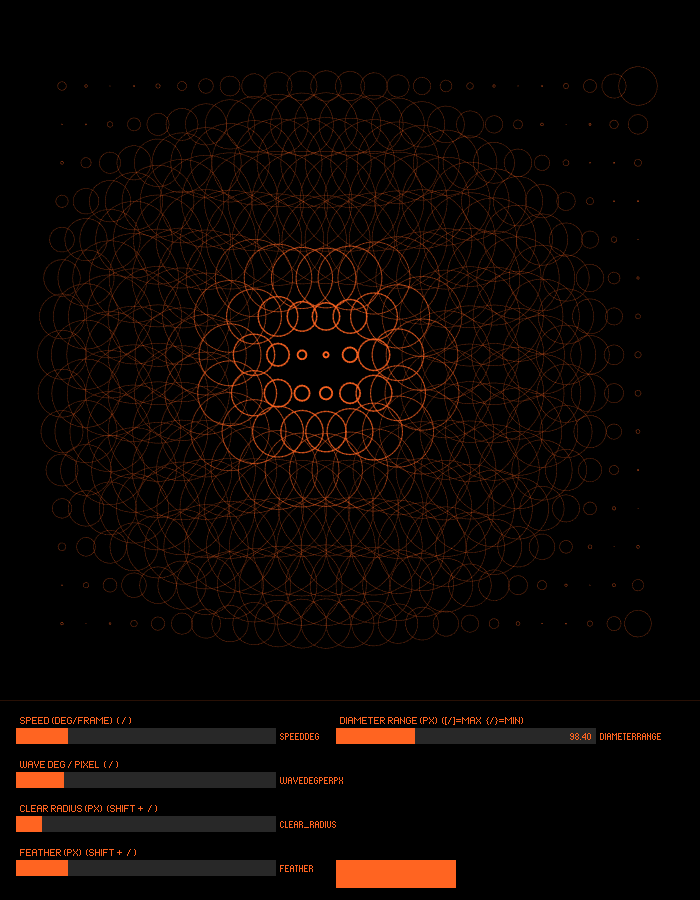 SPEED (DEG/FRAME) ( / )
SPEEDDEG
DIAMETER RANGE (PX) ([/]=MAX {/}=MIN)
98.40 DIAMETERRANGE
WAVE DEG / PIXEL ( / )
WAVEDEGPERPX
CLEAR RADIUS (PX) (SHIFT + / )
CLEAR_RADIUS
FEATHER (PX) (SHIFT + / )
FEATHER